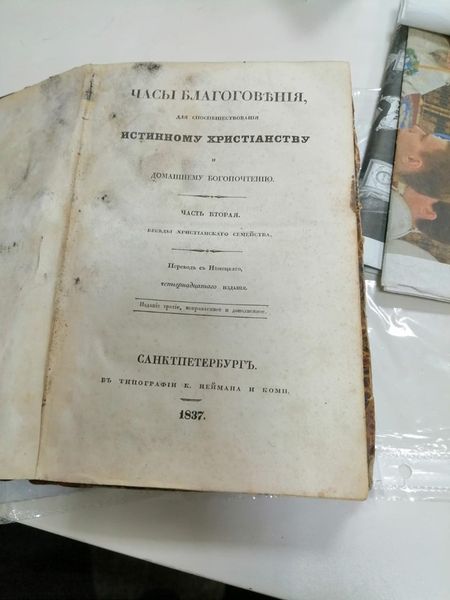 ЧАСЫ БЛАГОГОВѢНІЯ,
ДЛЯ СПОСПѢШЕСТВОВАНІЯ
ИСТИННОМУ ХРИСТІАНСТВУ
И
ДОМАШНЕМУ БОГОПОЧТЕНІЮ.
ЧАСТЬ ВТОРАЯ.
БЕСѢДЫ ХРИСТІАНСКАГО СЕМЕЙСТВА.
Переводъ съ Нѣмецкаго,
четырнадцатаго изданія.
Изданіе третіе, исправленное и дополненное.
САНКТПЕТЕРБУРГЪ.
ВЪ ТИПОГРАФІИ К. НЕЙМАНА И КОМП.
1837.